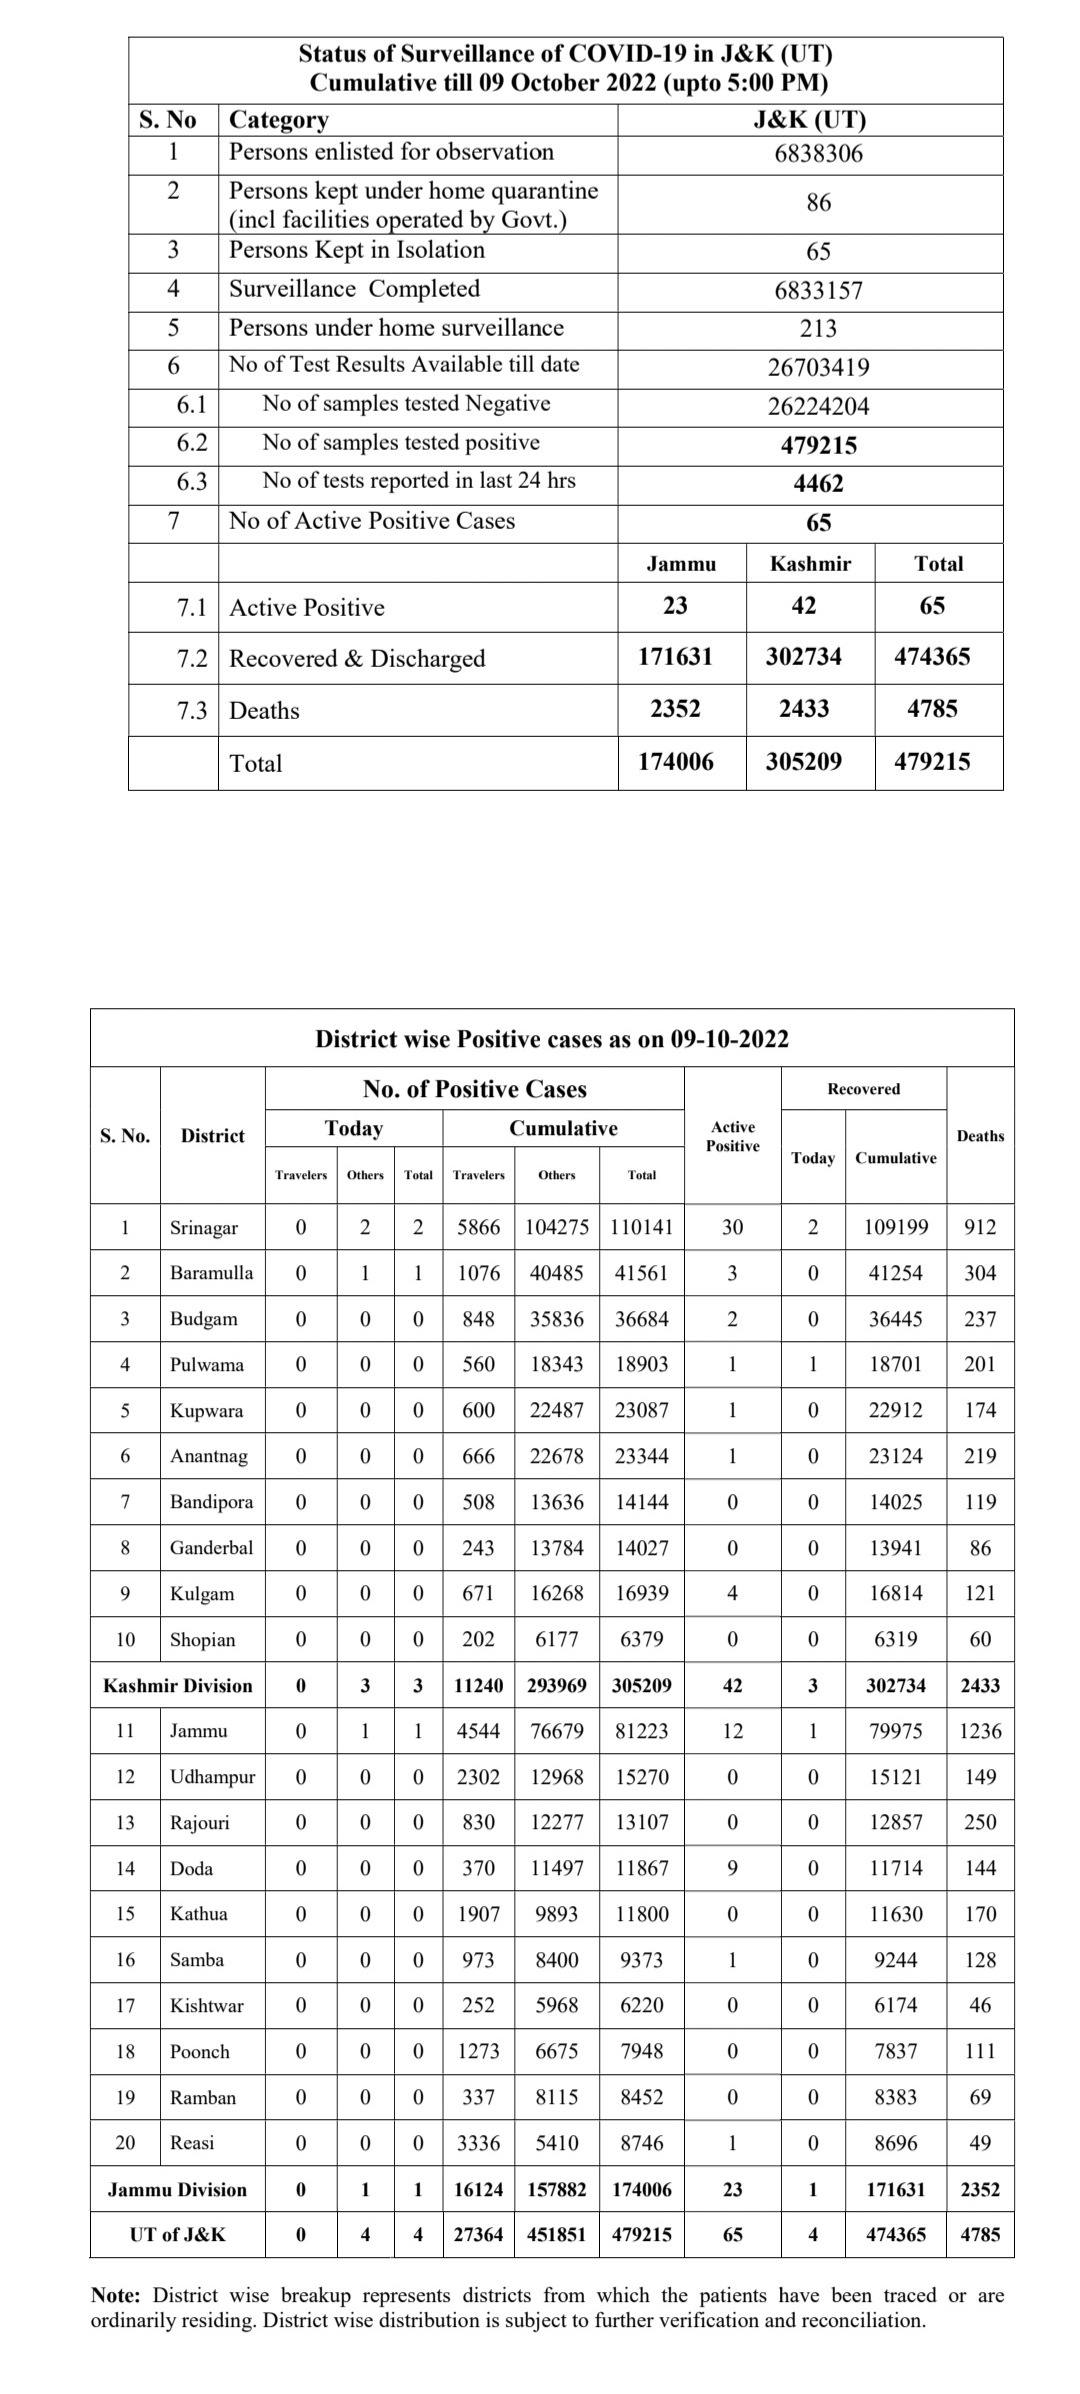 Status of Surveillance of COVID-19 in J&K (UT)
Cumulative till 09 October 2022 (upto 5:00 PM)
S. No Category J&K (UT)
1 Persons enlisted for observation 6838306
2 Persons kept under home quarantine
(incl facilities operated by Govt.) 86
3 Persons Kept in Isolation 65
4 Surveillance Completed 6833157
5 Persons under home surveillance 213
6 No of Test Results Available till date 26703419
6.1 No of samples tested Negative 26224204
6.2 No of samples tested positive 479215
6.3 No of tests reported in last 24 hrs 4462
7 No of Active Positive Cases 65
Jammu Kashmir Total
7.1 Active Positive 23 42 65
7.2 Recovered & Discharged 171631 302734 474365
7.3 Deaths 2352 2433 4785
Total 174006 305209 479215
District wise Positive cases as on 09-10-2022
No. of Positive Cases Recovered
S. No. District Today Cumulative Active
Positive Deaths
Today Cumulative
Travelers Others Total Travelers Others Total
1 Srinagar 0 2 2 5866 104275 110141 30 2 109199 912
2 Baramulla 0 1 1 1076 40485 41561 3 0 41254 304
3 Budgam 0 0 0 848 35836 36684 2 0 36445 237
4 Pulwama 0 0 0 560 18343 18903 1 1 18701 201
5 Kupwara 0 0 0 600 22487 23087 1 0 22912 174
6 Anantnag 0 0 0 666 22678 23344 1 0 23124 219
7 Bandipora 0 0 0 508 13636 14144 0 0 14025 119
8 Ganderbal 0 0 0 243 13784 14027 0 0 13941 86
9 Kulgam 0 0 0 671 16268 16939 4 0 16814 121
10 Shopian 0 0 0 202 6177 6379 0 0 6319 60
Kashmir Division 0 3 3 11240 293969 305209 42 3 302734 2433
11 Jammu 0 1 1 4544 76679 81223 12 1 79975 1236
12 Udhampur 0 0 0 2302 12968 15270 0 0 15121 149
13 Rajouri 0 0 0 830 12277 13107 0 0 12857 250
14 Doda 0 0 0 370 11497 11867 9 0 11714 144
15 Kathua 0 0 0 1907 9893 11800 0 0 11630 170
16 Samba 0 0 0 973 8400 9373 1 0 9244 128
17 Kishtwar 0 0 0 252 5968 6220 0 0 6174 46
18 Poonch 0 0 0 1273 6675 7948 0 0 7837 111
19 Ramban 0 0 0 337 8115 8452 0 0 8383 69
20 Reasi 0 0 0 3336 5410 8746 1 0 8696 49
Jammu Division 0 1 1 16124 157882 174006 23 1 171631 2352
UT of J&K 0 4 4 27364 451851 479215 65 4 474365 4785
Note: District wise breakup represents districts from which the patients have been traced or are
ordinarily residing. District wise distribution is subject to further verification and reconciliation.